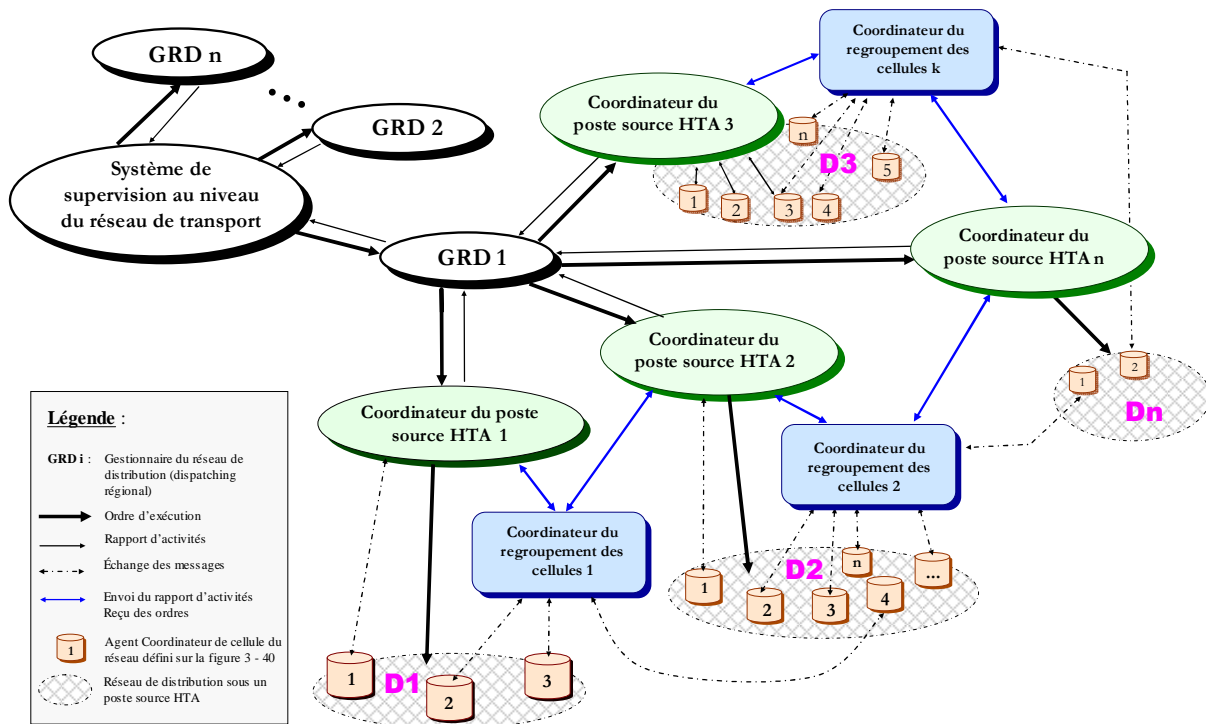 GRD n
• • •
GRD 2
Système de
supervision au niveau
du réseau de transport
GRD 1
Coordinateur du
poste source HTA 3
Coordinateur du
regroupement des
cellules k
n
D3
5
1
2
3
4
Coordinateur du
poste source HTA n
Coordinateur du
poste source HTA 2
1
2
Dn
Coordinateur du poste
source HTA 1
Coordinateur du
regroupement des
cellules 2
Coordinateur du
regroupement des
cellules 1
D2
n
...
1
2
3
4
D1
1
2
3
Légende :
GRD i : Gestionnaire du réseau de
distribution (dispatching
régional)
Ordre d'exécution
Rapport d'activités
Échange des messages
Envoi du rapport d'activités
Reçu des ordres
1
Agent Coordinateur de cellule du
réseau défini sur la figure 3 - 40
Réseau de distribution sous un
poste source HTA